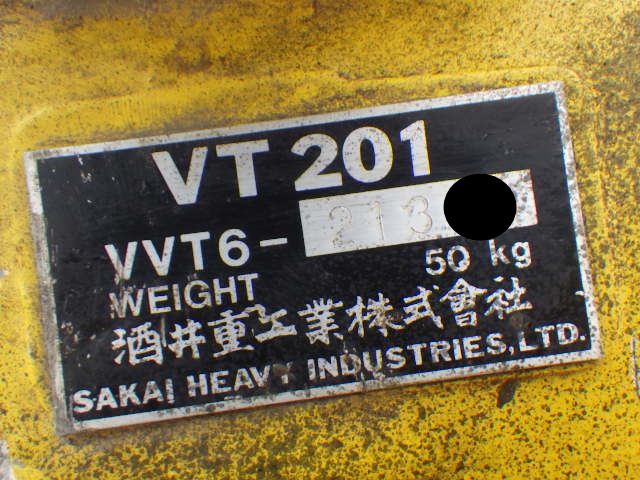 VT 201
VVT6- 213
WEIGHT 50 kg
酒井重工業株式會社
SAKAI HEAVY INDUSTRIES, LTD.